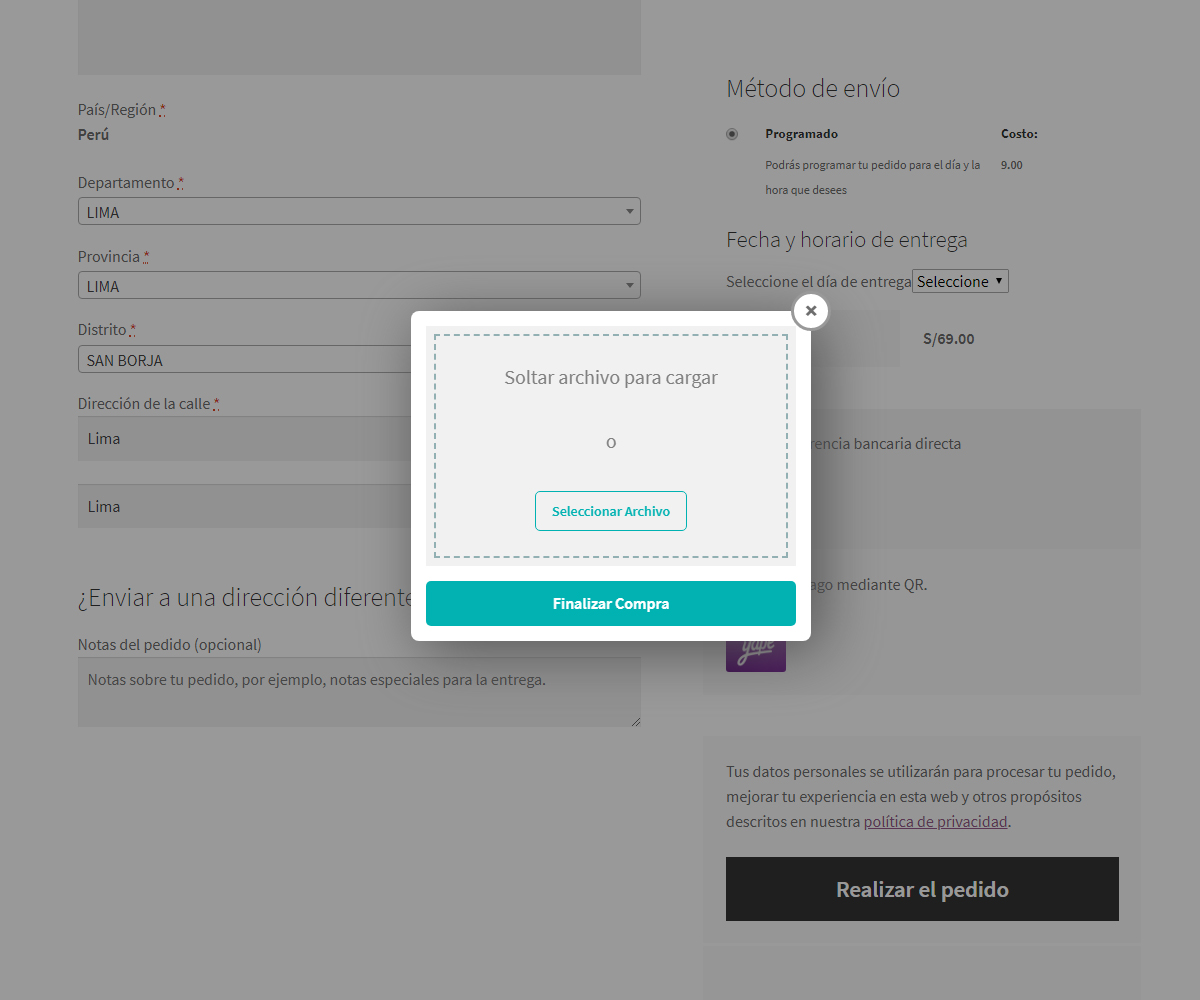 País/Región *
Perú
Departamento *
LIMA
Provincia *
LIMA
Distrito *
SAN BORJA
Dirección de la calle *
Lima
Lima
¿Enviar a una dirección diferente
Notas del pedido (opcional)
Notas sobre tu pedido, por ejemplo, notas especiales para la entrega.
Soltar archivo para cargar
o
Seleccionar Archivo
Finalizar Compra
Método de envío
Programado Costo:
Podrás programar tu pedido para el día y la 9.00
hora que desees
Fecha y horario de entrega
Seleccione el día de entrega Seleccione
S/69.00
bancaria directa
mediante QR.
yape
Tus datos personales se utilizarán para procesar tu pedido,
mejorar tu experiencia en esta web y otros propósitos
descritos en nuestra política de privacidad.
Realizar el pedido